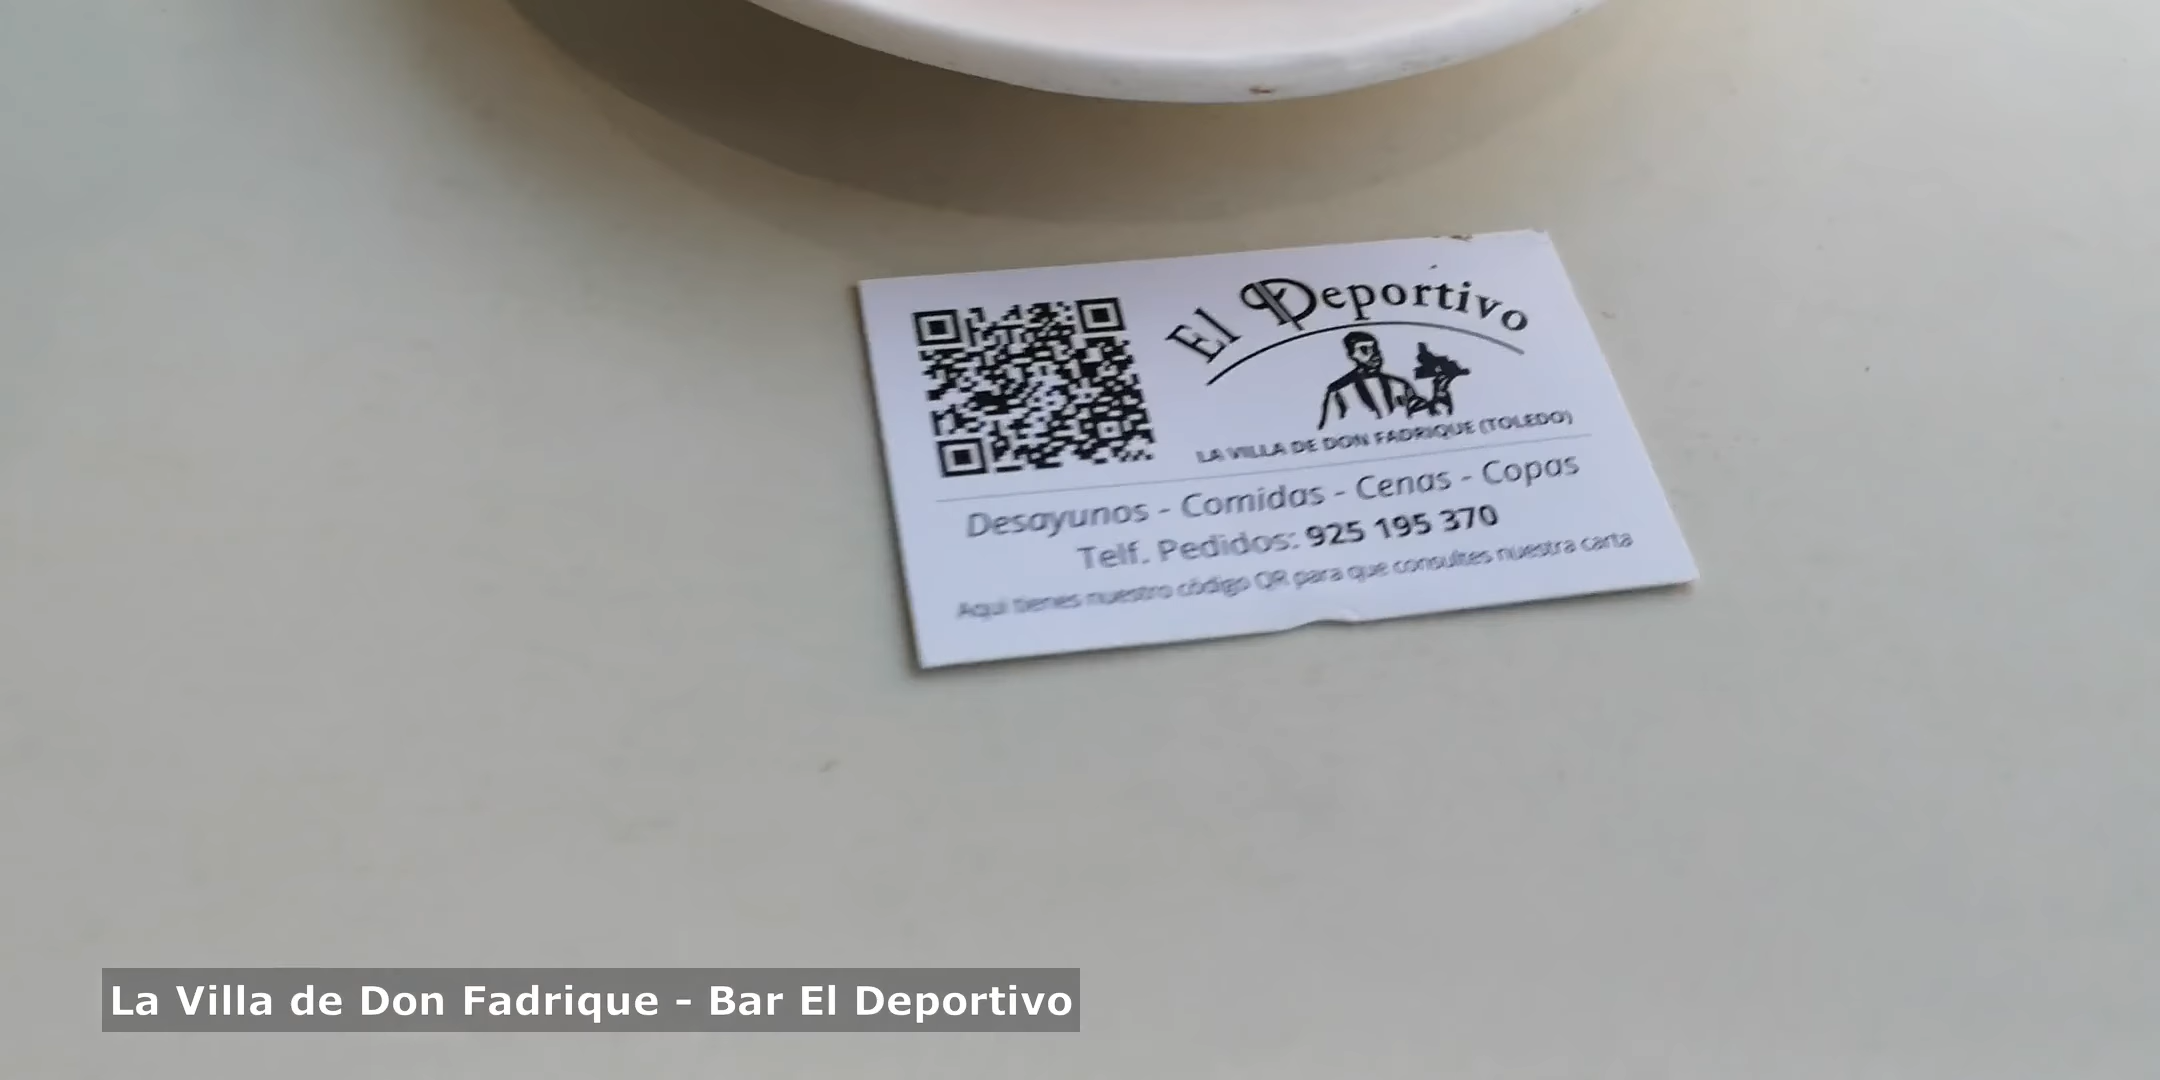 El Deportivo
LA VILLA DE DON FADRIQUE (TOLEDO)
Desayunos - Comidas - Cenas - Copas
Telf. Pedidos: 925 195 370
Aquí tienes nuestro código QR para que consultes nuestra carta
La Villa de Don Fadrique - Bar El Deportivo